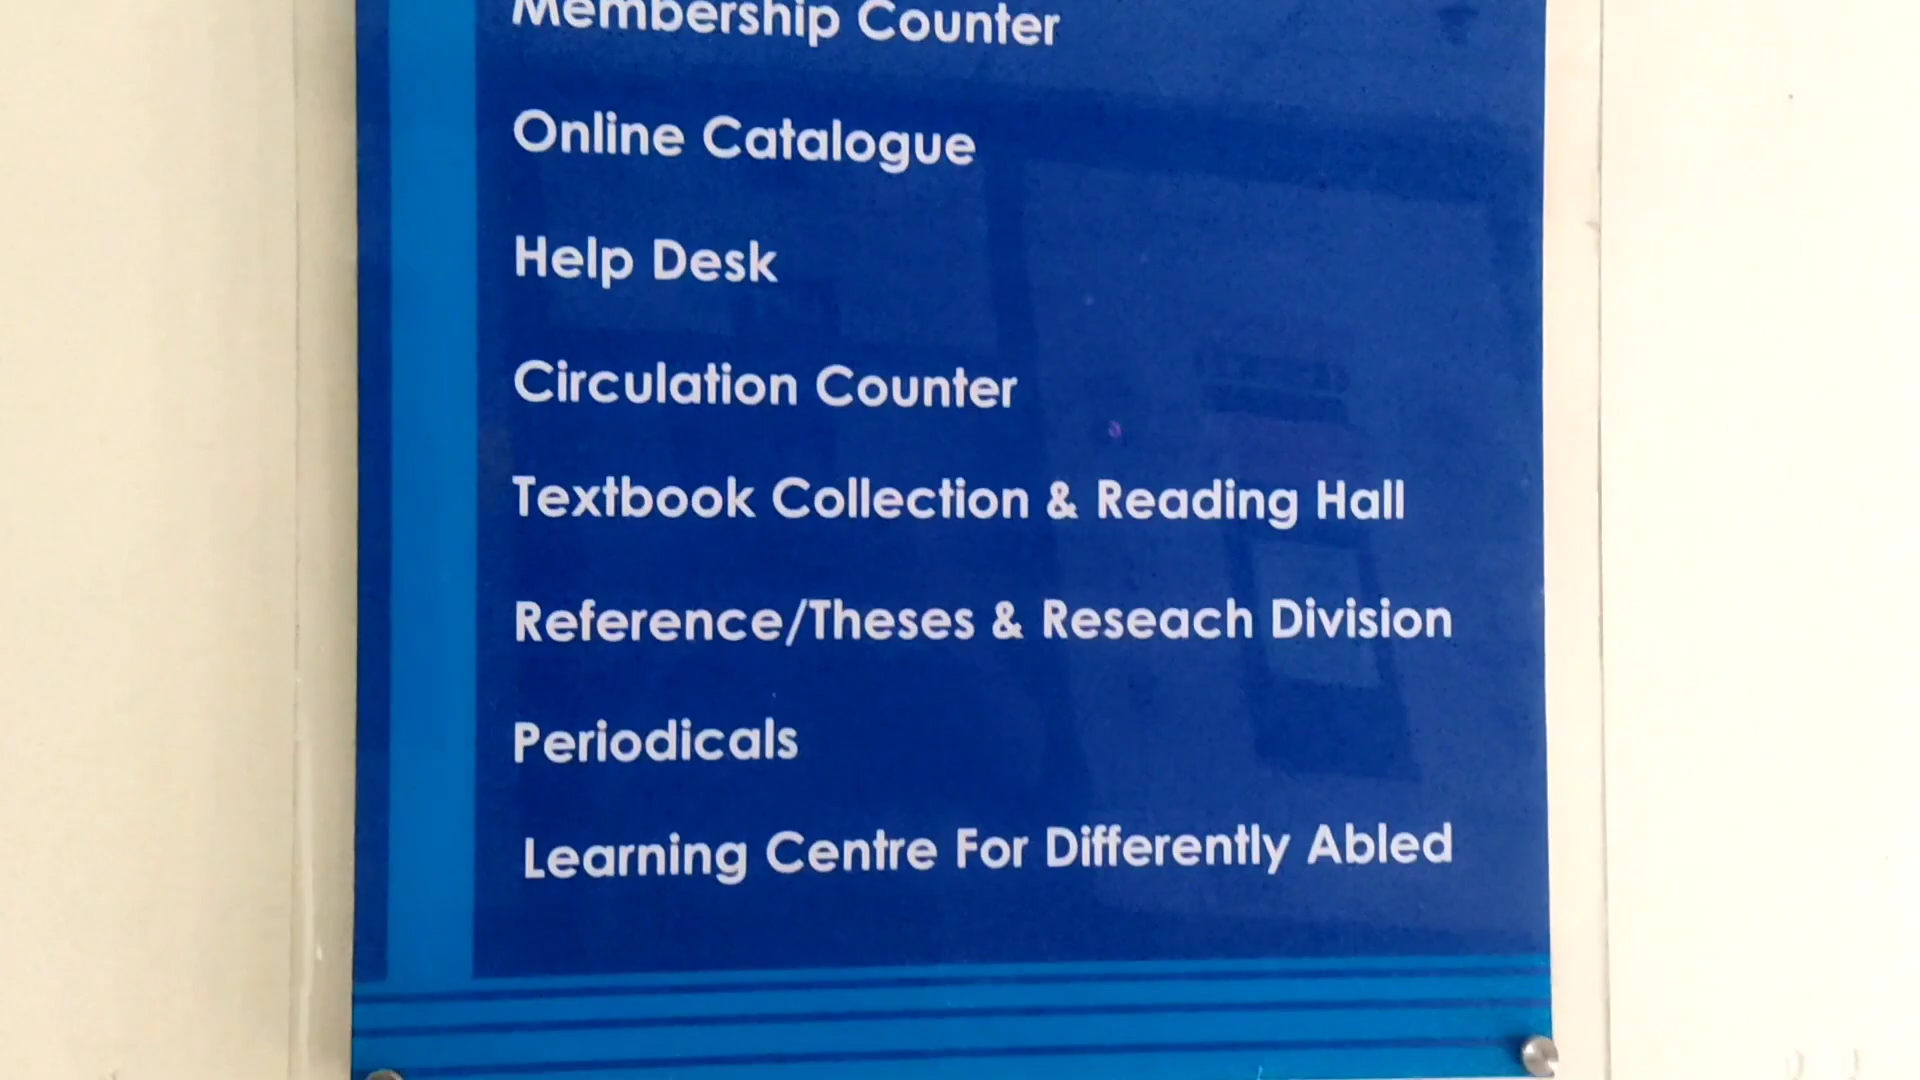 Membership Counter
Online Catalogue
Help Desk
Circulation Counter
Textbook Collection & Reading Hall
Reference/Theses & Reseach Division
Periodicals
Learning Centre For Differently Abled